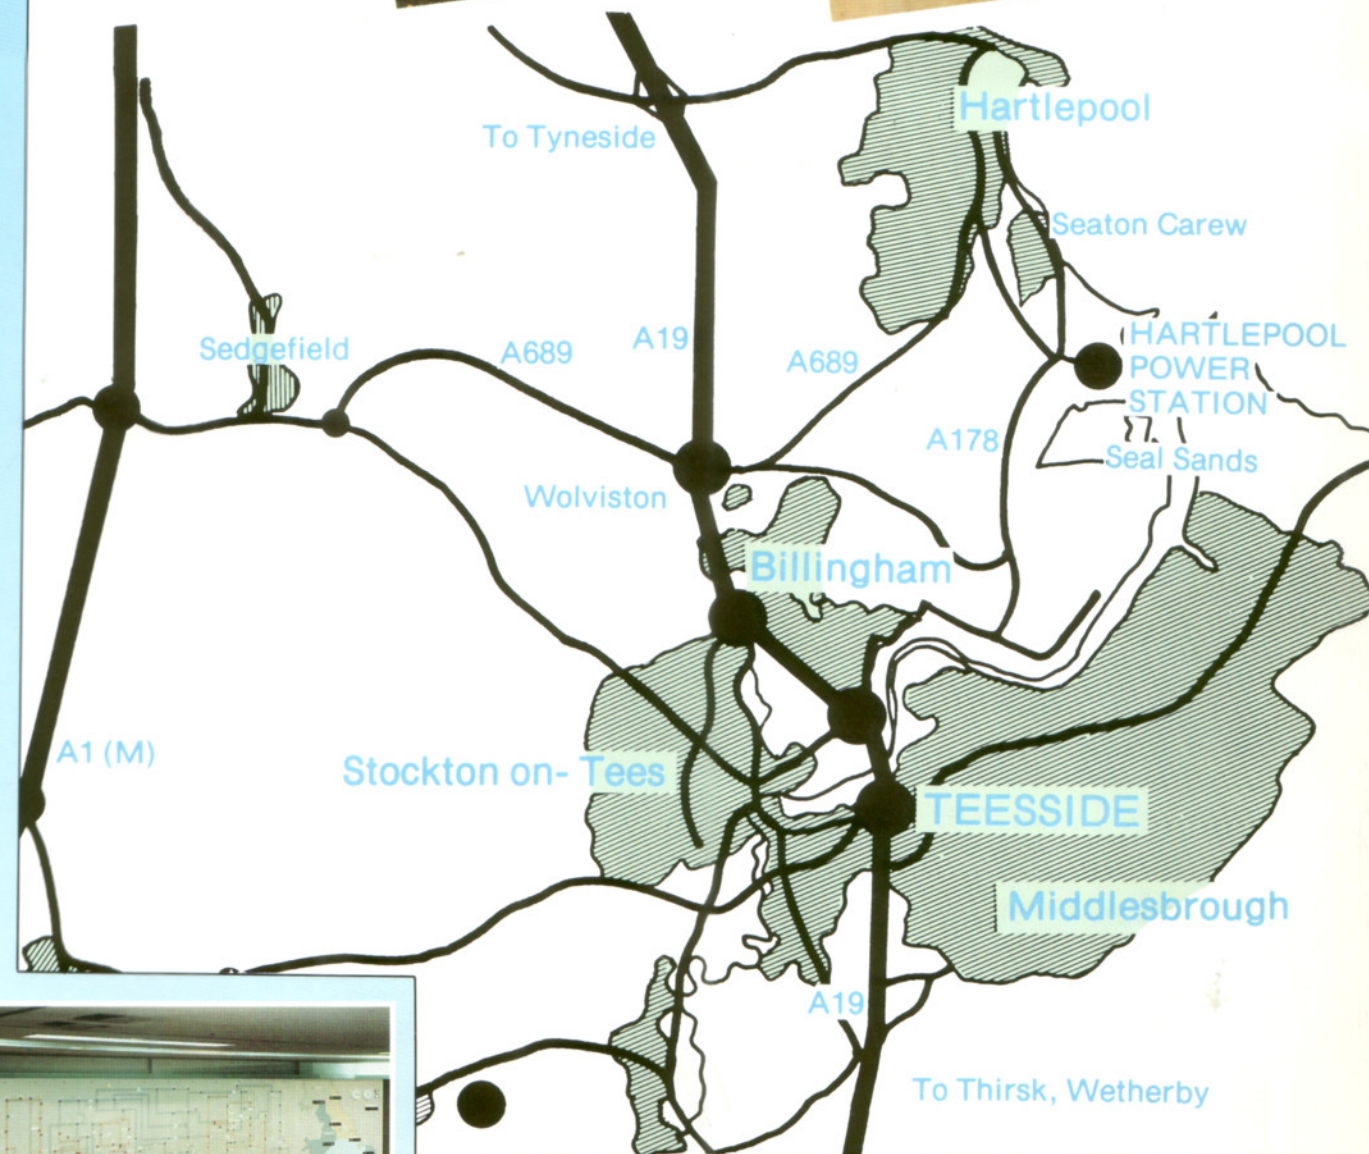 Hartlepool
To Tyneside
Seaton Carew
Sedgefield
A689
A19
A689
HARTLEPOOL
POWER
STATION
A178
Seal Sands
Wolviston
Billingham
A1 (M)
Stockton on- Tees
TEESSIDE
Middlesbrough
A19
To Thirsk, Wetherby